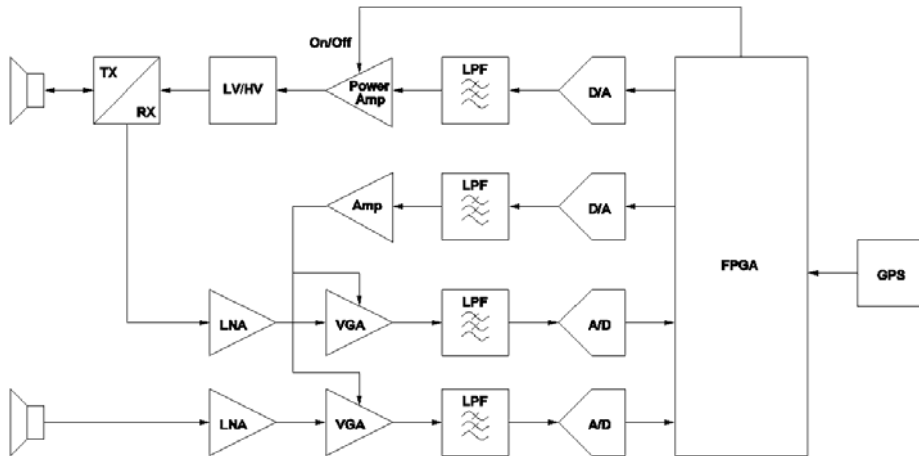 On/Off
TX
RX
LV/HV
Power
Amp
LPF
D/A
Amp
LPF
D/A
FPGA
GPS
LNA
VGA
LPF
A/D
LNA
VGA
LPF
A/D